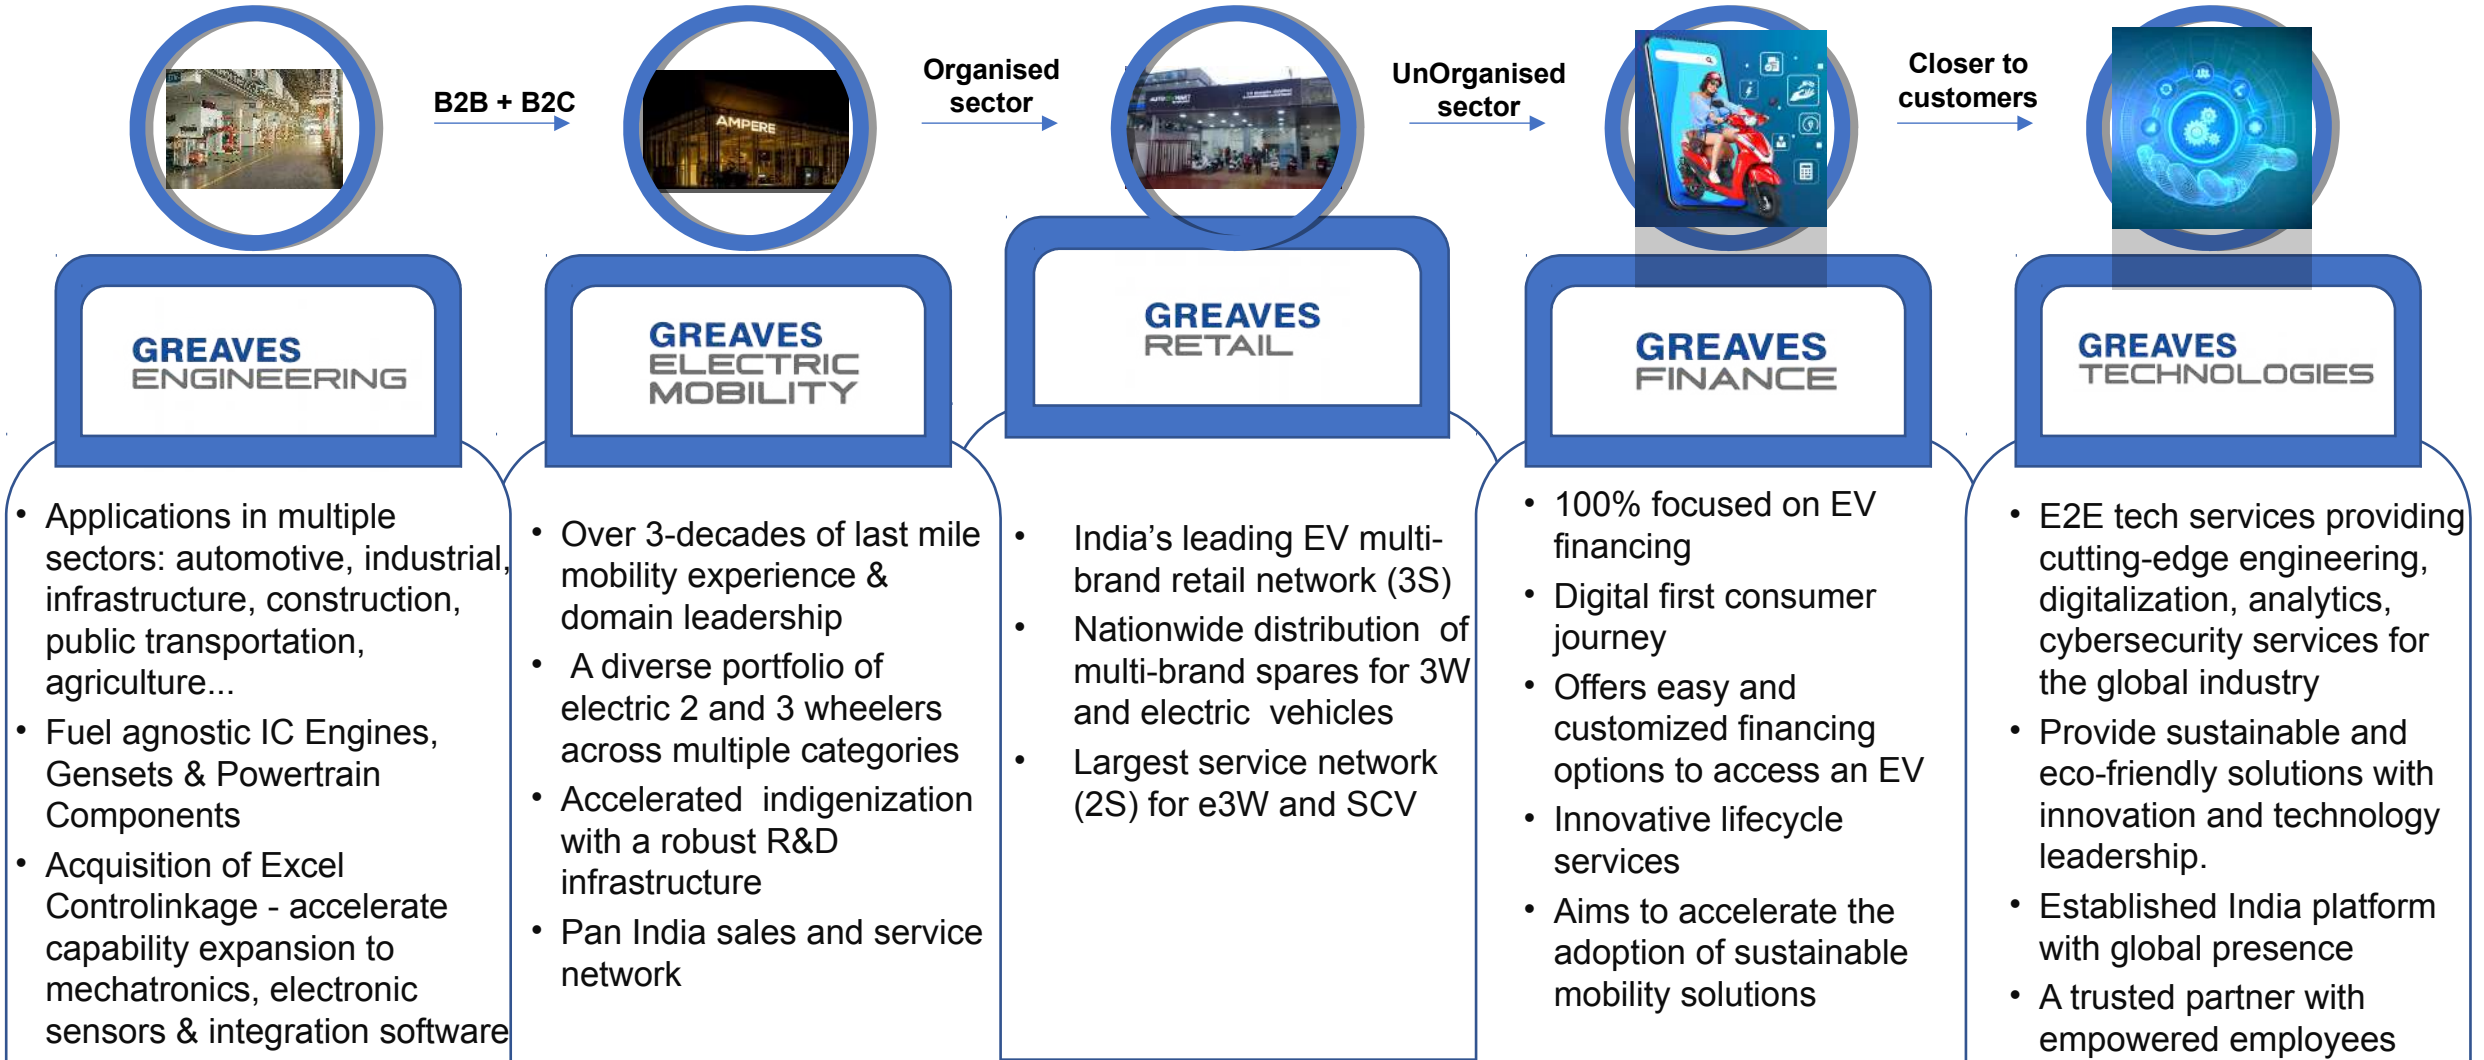 B2B + B2C
Organised
sector
UnOrganised
sector
Closer to
customers
AMPERE
GREAVES
ENGINEERING
• Applications in multiple
sectors: automotive, industrial,
infrastructure, construction,
public transportation,
agriculture...
• Fuel agnostic IC Engines,
Gensets & Powertrain
Components
• Acquisition of Excel
Controlinkage - accelerate
capability expansion to
mechatronics, electronic
sensors & integration software
GREAVES
ELECTRIC
MOBILITY
• Over 3-decades of last mile
mobility experience &
domain leadership
• A diverse portfolio of
electric 2 and 3 wheelers
across multiple categories
• Accelerated indigenization
with a robust R&D
infrastructure
• Pan India sales and service
network
GREAVES
RETAIL
• India’s leading EV multi-
brand retail network (3S)
• Nationwide distribution of
multi-brand spares for 3W
and electric vehicles
• Largest service network
(2S) for e3W and SCV
GREAVES
FINANCE
• 100% focused on EV
financing
• Digital first consumer
journey
• Offers easy and
customized financing
options to access an EV
• Innovative lifecycle
services
• Aims to accelerate the
adoption of sustainable
mobility solutions
GREAVES
TECHNOLOGIES
• E2E tech services providing
cutting-edge engineering,
digitalization, analytics,
cybersecurity services for
the global industry
• Provide sustainable and
eco-friendly solutions with
innovation and technology
leadership.
• Established India platform
with global presence
• A trusted partner with
empowered employees